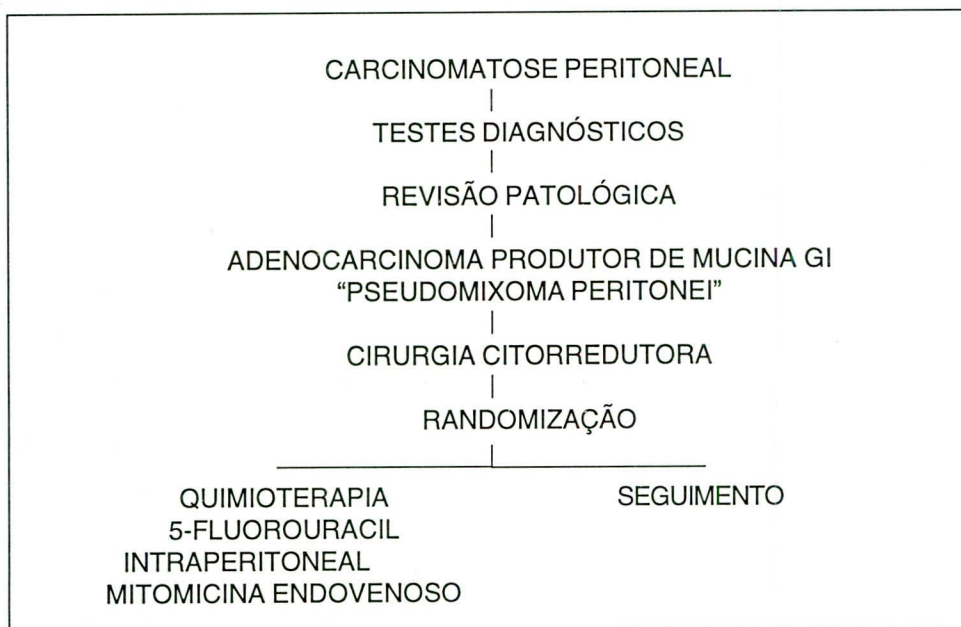 CARCINOMATOSE PERITONEAL
TESTES DIAGNÓSTICOS
REVISÃO PATOLÓGICA
ADENOCARCINOMA PRODUTOR DE MUCINA GI
“PSEUDOMIXOMA PERITONEI”
CIRURGIA CITORREDUTORA
RANDOMIZAÇÃO
QUIMIOTERAPIA
5-FLUOROURACIL
INTRAPERITONEAL
MITOMICINA ENDOVENOSO
SEGUIMENTO